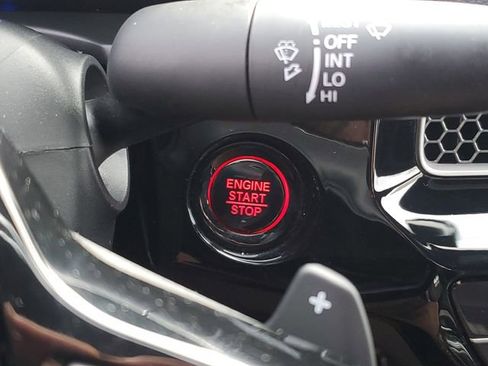 OFF
INT
LO
HI
ENGINE
START
STOP
+